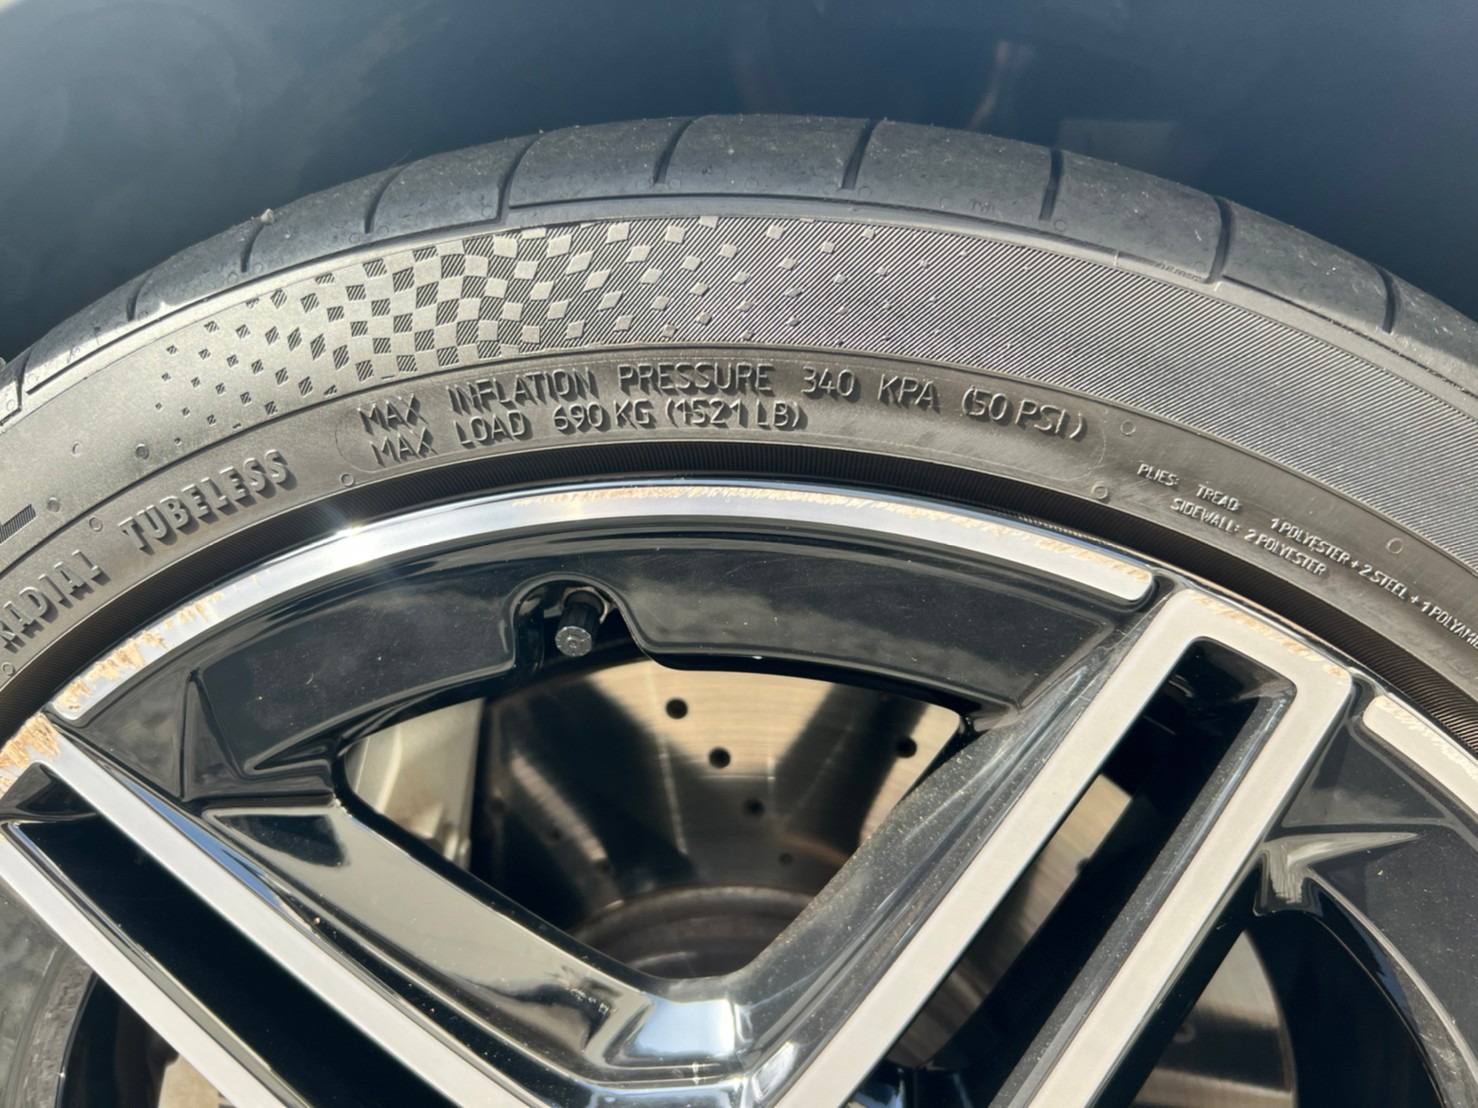 MAX INFLATION PRESSURE 340 KPA (50 PSI)
MAX LOAD 690 KG (1521 LB)
RADIAL TUBELESS
PLIES: TREAD: 1 POLYESTER + 2 STEEL + 1 POLYAMI
SIDEWALL: 2 POLYESTER